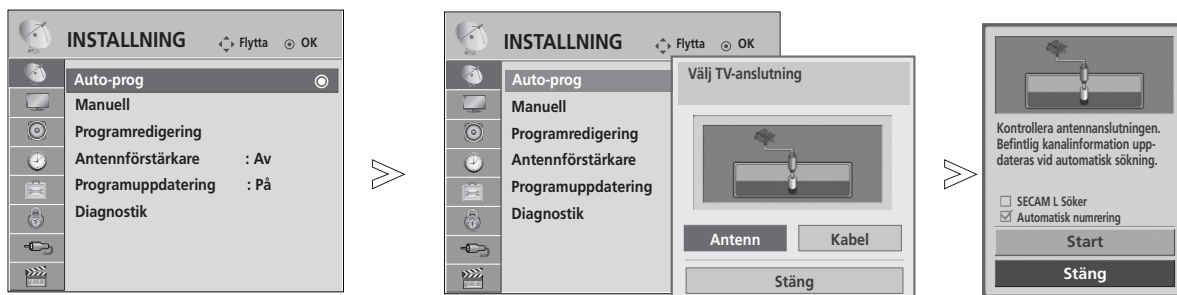 INSTALLNING Flytta OK
Auto-prog
Manuell
Programredigering
Antennförstärkare : Av
Programuppdatering : På
Diagnostik
INSTALLNING Flytta OK
Auto-prog
Manuell
Programredigering
Antennförstärkare
Programuppdatering
Diagnostik
Välj TV-anslutning
Antenn Kabel
Stäng
Kontrollera antennanslutningen.
Befintlig kanalinformation upp-
dateras vid automatisk sökning.
SECAM L Söker
Automatisk numrering
Start
Stäng